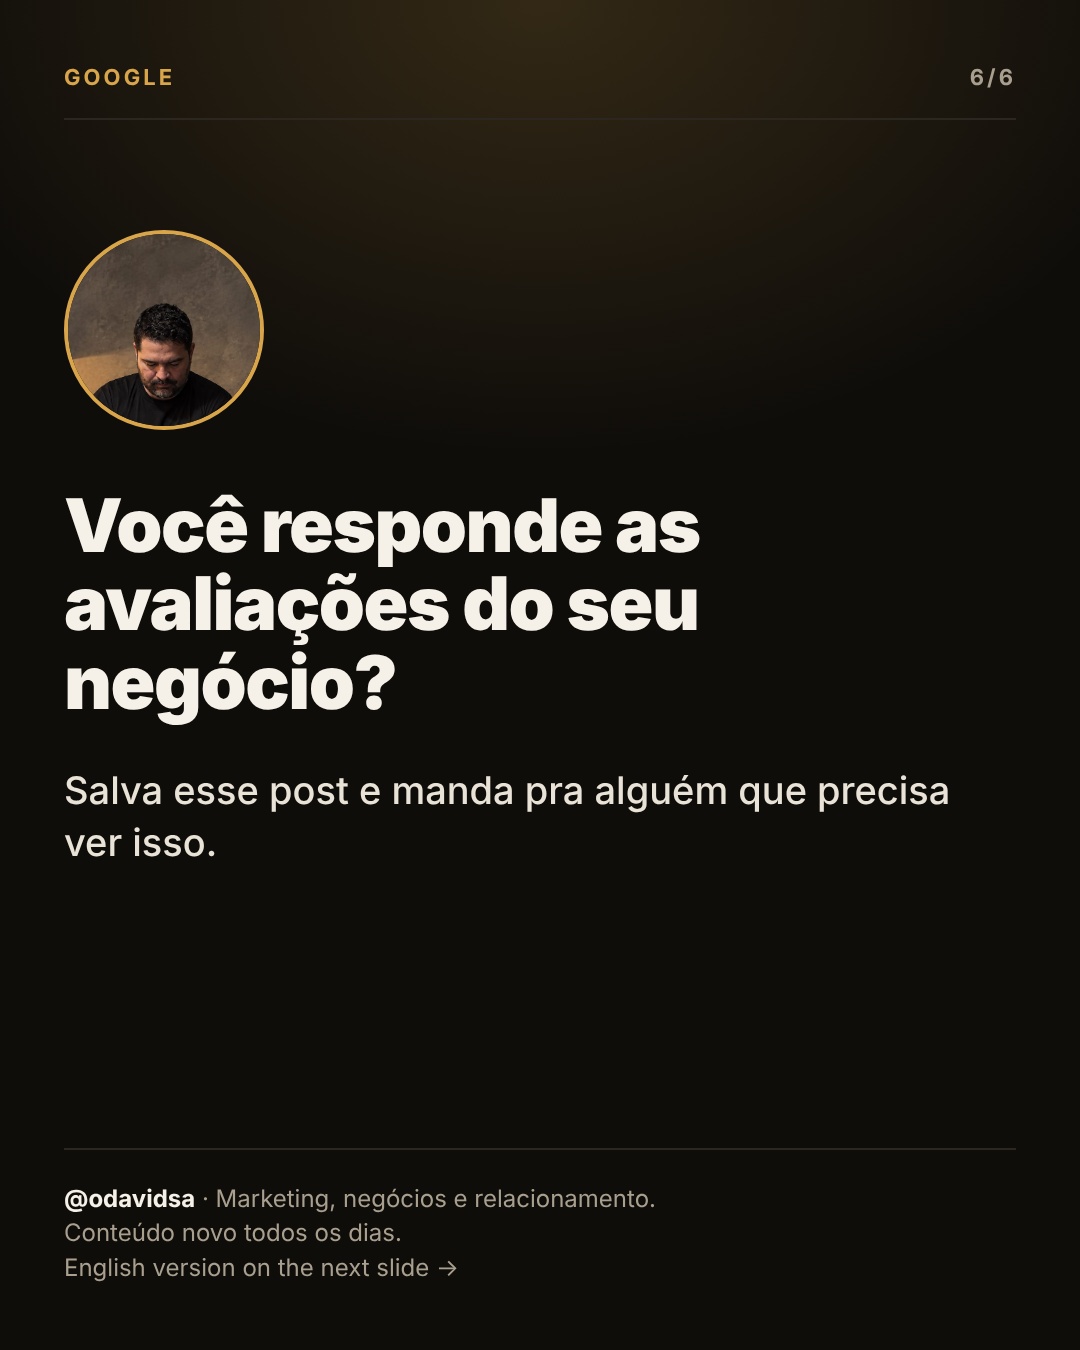 GOOGLE
6/6
Você responde as
avaliações do seu
negócio?
Salva esse post e manda pra alguém que precisa
ver isso.
@odavidsa · Marketing, negócios e relacionamento.
Conteúdo novo todos os dias.
English version on the next slide →